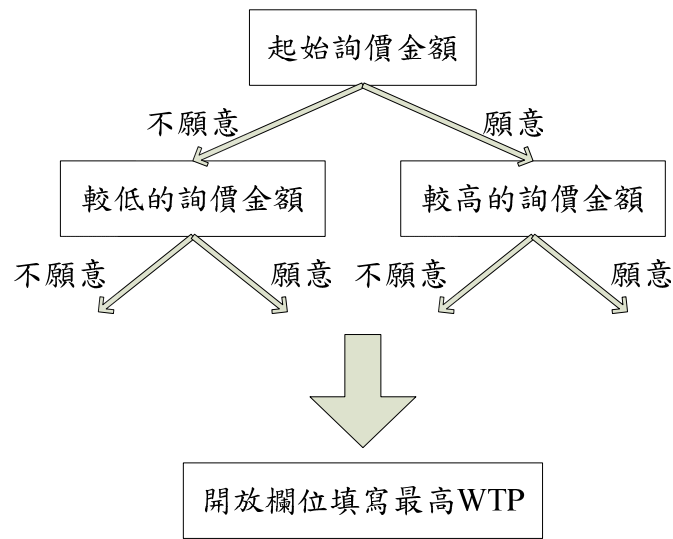 起始詢價金額
不願意
願意
較低的詢價金額
較高的詢價金額
不願意
願意
不願意
願意
開放欄位填寫最高WTP